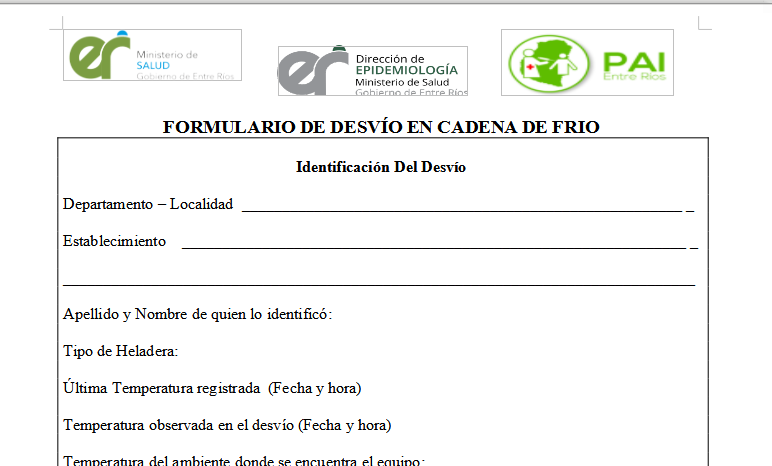 er Ministerio de
SALUD
Gobierno de Entre Ríos
er Dirección de
EPIDEMIOLOGÍA
Ministerio de Salud
Gobierno de Entre Ríos
PAI
Entre Ríos
FORMULARIO DE DESVÍO EN CADENA DE FRIO
Identificación Del Desvío
Departamento – Localidad
Establecimiento
Apellido y Nombre de quien lo identificó:
Tipo de Heladera:
Última Temperatura registrada (Fecha y hora)
Temperatura observada en el desvío (Fecha y hora)
Temperatura del ambiente donde se encuentra el equipo: